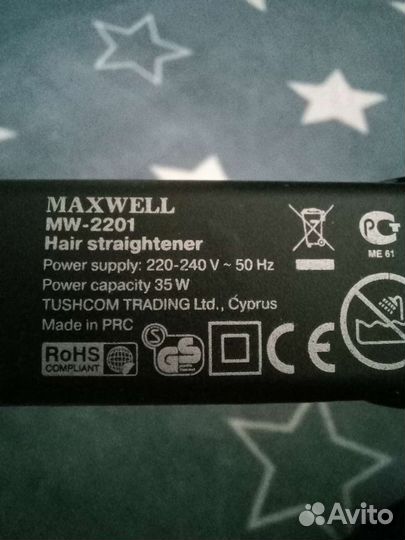 MAXWELL
MW-2201
Hair straightener
Power supply: 220-240 V ~ 50 Hz
Power capacity 35 W
TUSHCOM TRADING Ltd., Cyprus
Made in PRC
ME 61
RoHS
COMPLIANT
S
GS
CE
Avito